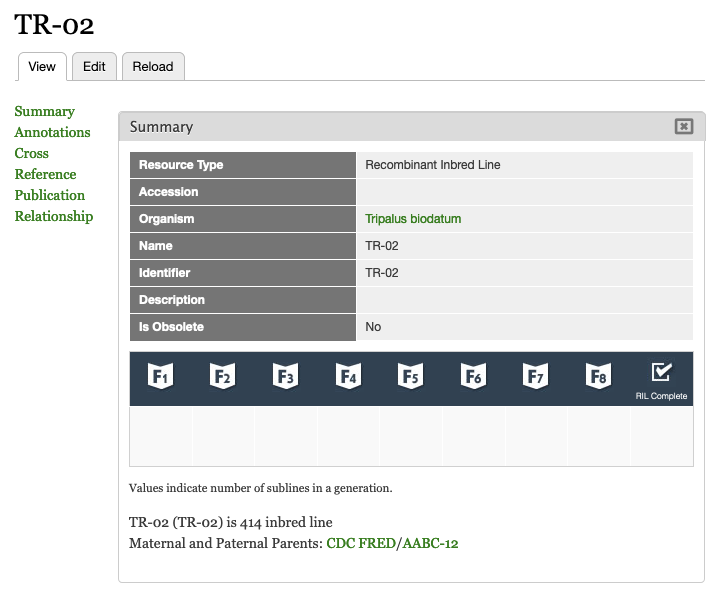 TR-02
View Edit Reload
Summary
Annotations
Cross
Reference
Publication
Relationship
Summary
Resource Type Recombinant Inbred Line
Accession
Organism Tripalus biodatum
Name TR-02
Identifier TR-02
Description
Is Obsolete No
F1 F2 F3 F4 F5 F6 F7 F8
RIL Complete
Values indicate number of sublines in a generation.
TR-02 (TR-02) is 414 inbred line
Maternal and Paternal Parents: CDC FRED/AABC-12